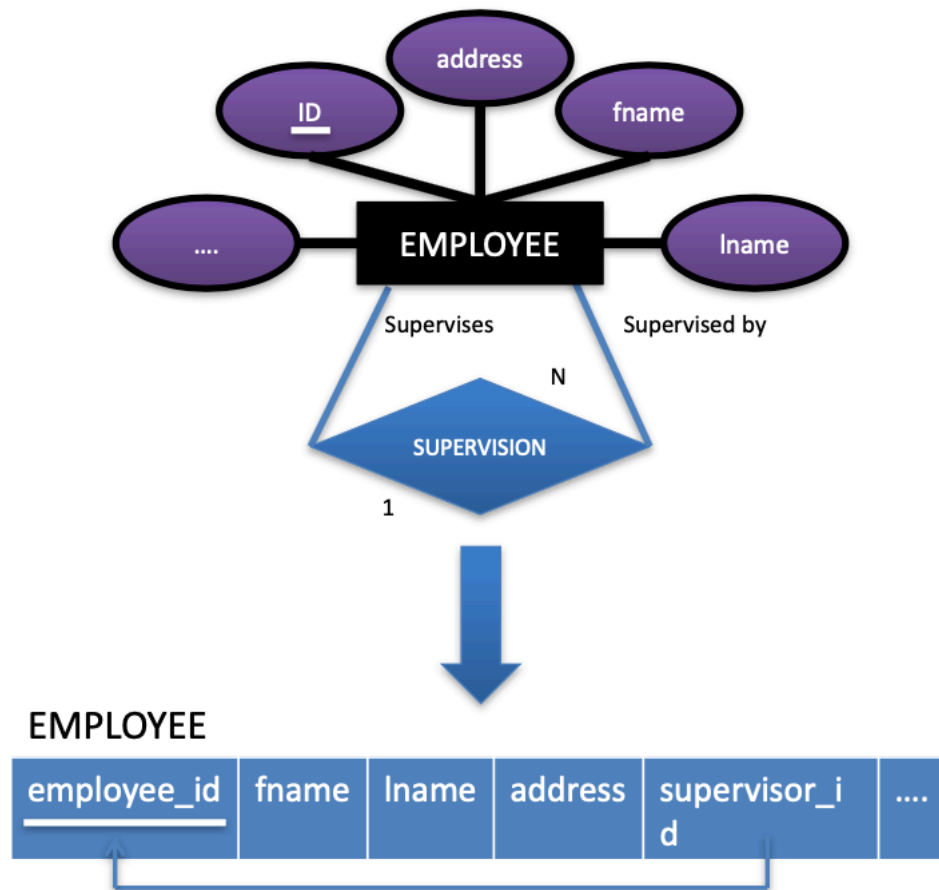 address
ID
fname
....
EMPLOYEE
lname
Supervises
Supervised by
N
SUPERVISION
1
EMPLOYEE
employee_id
fname
lname
address
supervisor_i
d
....